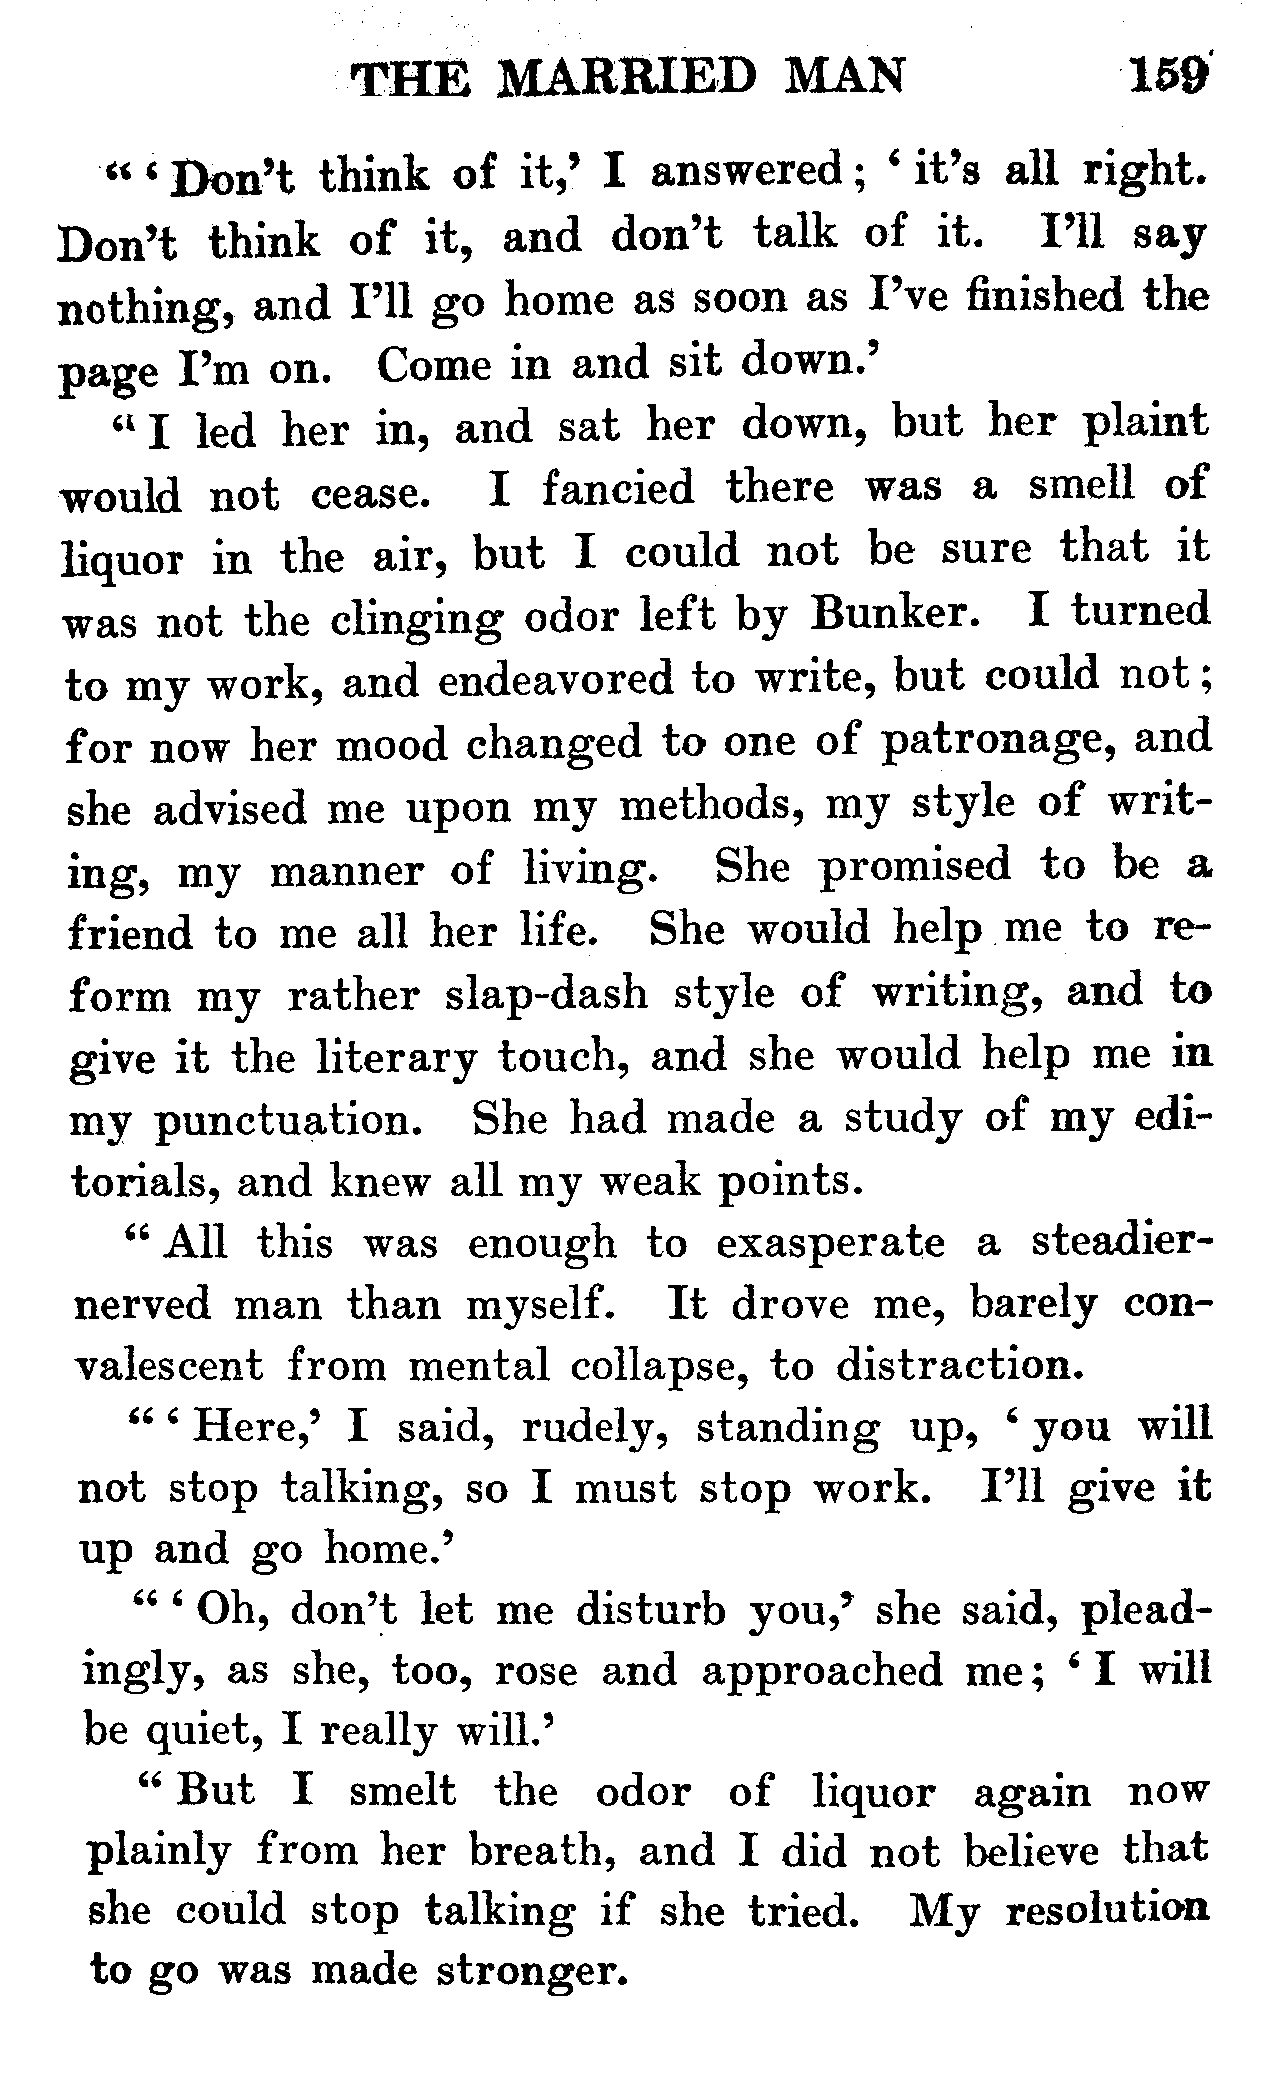 THE MARRIED MAN 159
“‘Don’t think of it,’ I answered; ‘it’s all right.
Don’t think of it, and don’t talk of it. I’ll say
nothing, and I’ll go home as soon as I’ve finished the
page I’m on. Come in and sit down.’
“I led her in, and sat her down, but her plaint
would not cease. I fancied there was a smell of
liquor in the air, but I could not be sure that it
was not the clinging odor left by Bunker. I turned
to my work, and endeavored to write, but could not;
for now her mood changed to one of patronage, and
she advised me upon my methods, my style of writ-
ing, my manner of living. She promised to be a
friend to me all her life. She would help me to re-
form my rather slap-dash style of writing, and to
give it the literary touch, and she would help me in
my punctuation. She had made a study of my edi-
torials, and knew all my weak points.
“All this was enough to exasperate a steadier-
nerved man than myself. It drove me, barely con-
valescent from mental collapse, to distraction.
“‘Here,’ I said, rudely, standing up, ‘you will
not stop talking, so I must stop work. I’ll give it
up and go home.’
“‘Oh, don’t let me disturb you,’ she said, plead-
ingly, as she, too, rose and approached me; ‘I will
be quiet, I really will.’
“But I smelt the odor of liquor again now
plainly from her breath, and I did not believe that
she could stop talking if she tried. My resolution
to go was made stronger.